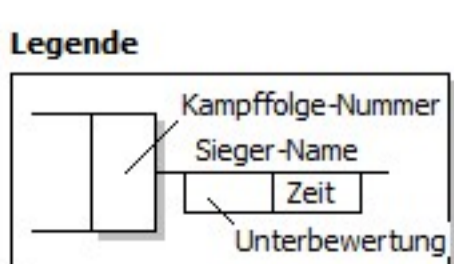 Legende
Kampffolge-Nummer
Sieger-Name
Zeit
Unterbewertung